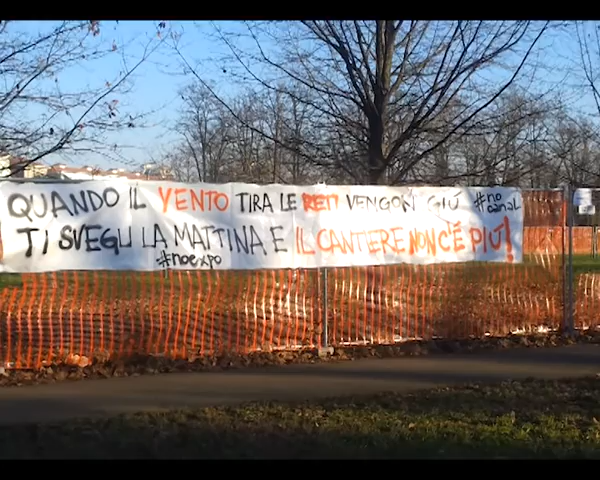 QUANDO IL VENTO TIRA LE RETI VENGON GIÙ #no canal
TI SVEGLI LA MATTINA E IL CANTIERE NON C'È PIÙ!
#noexpo